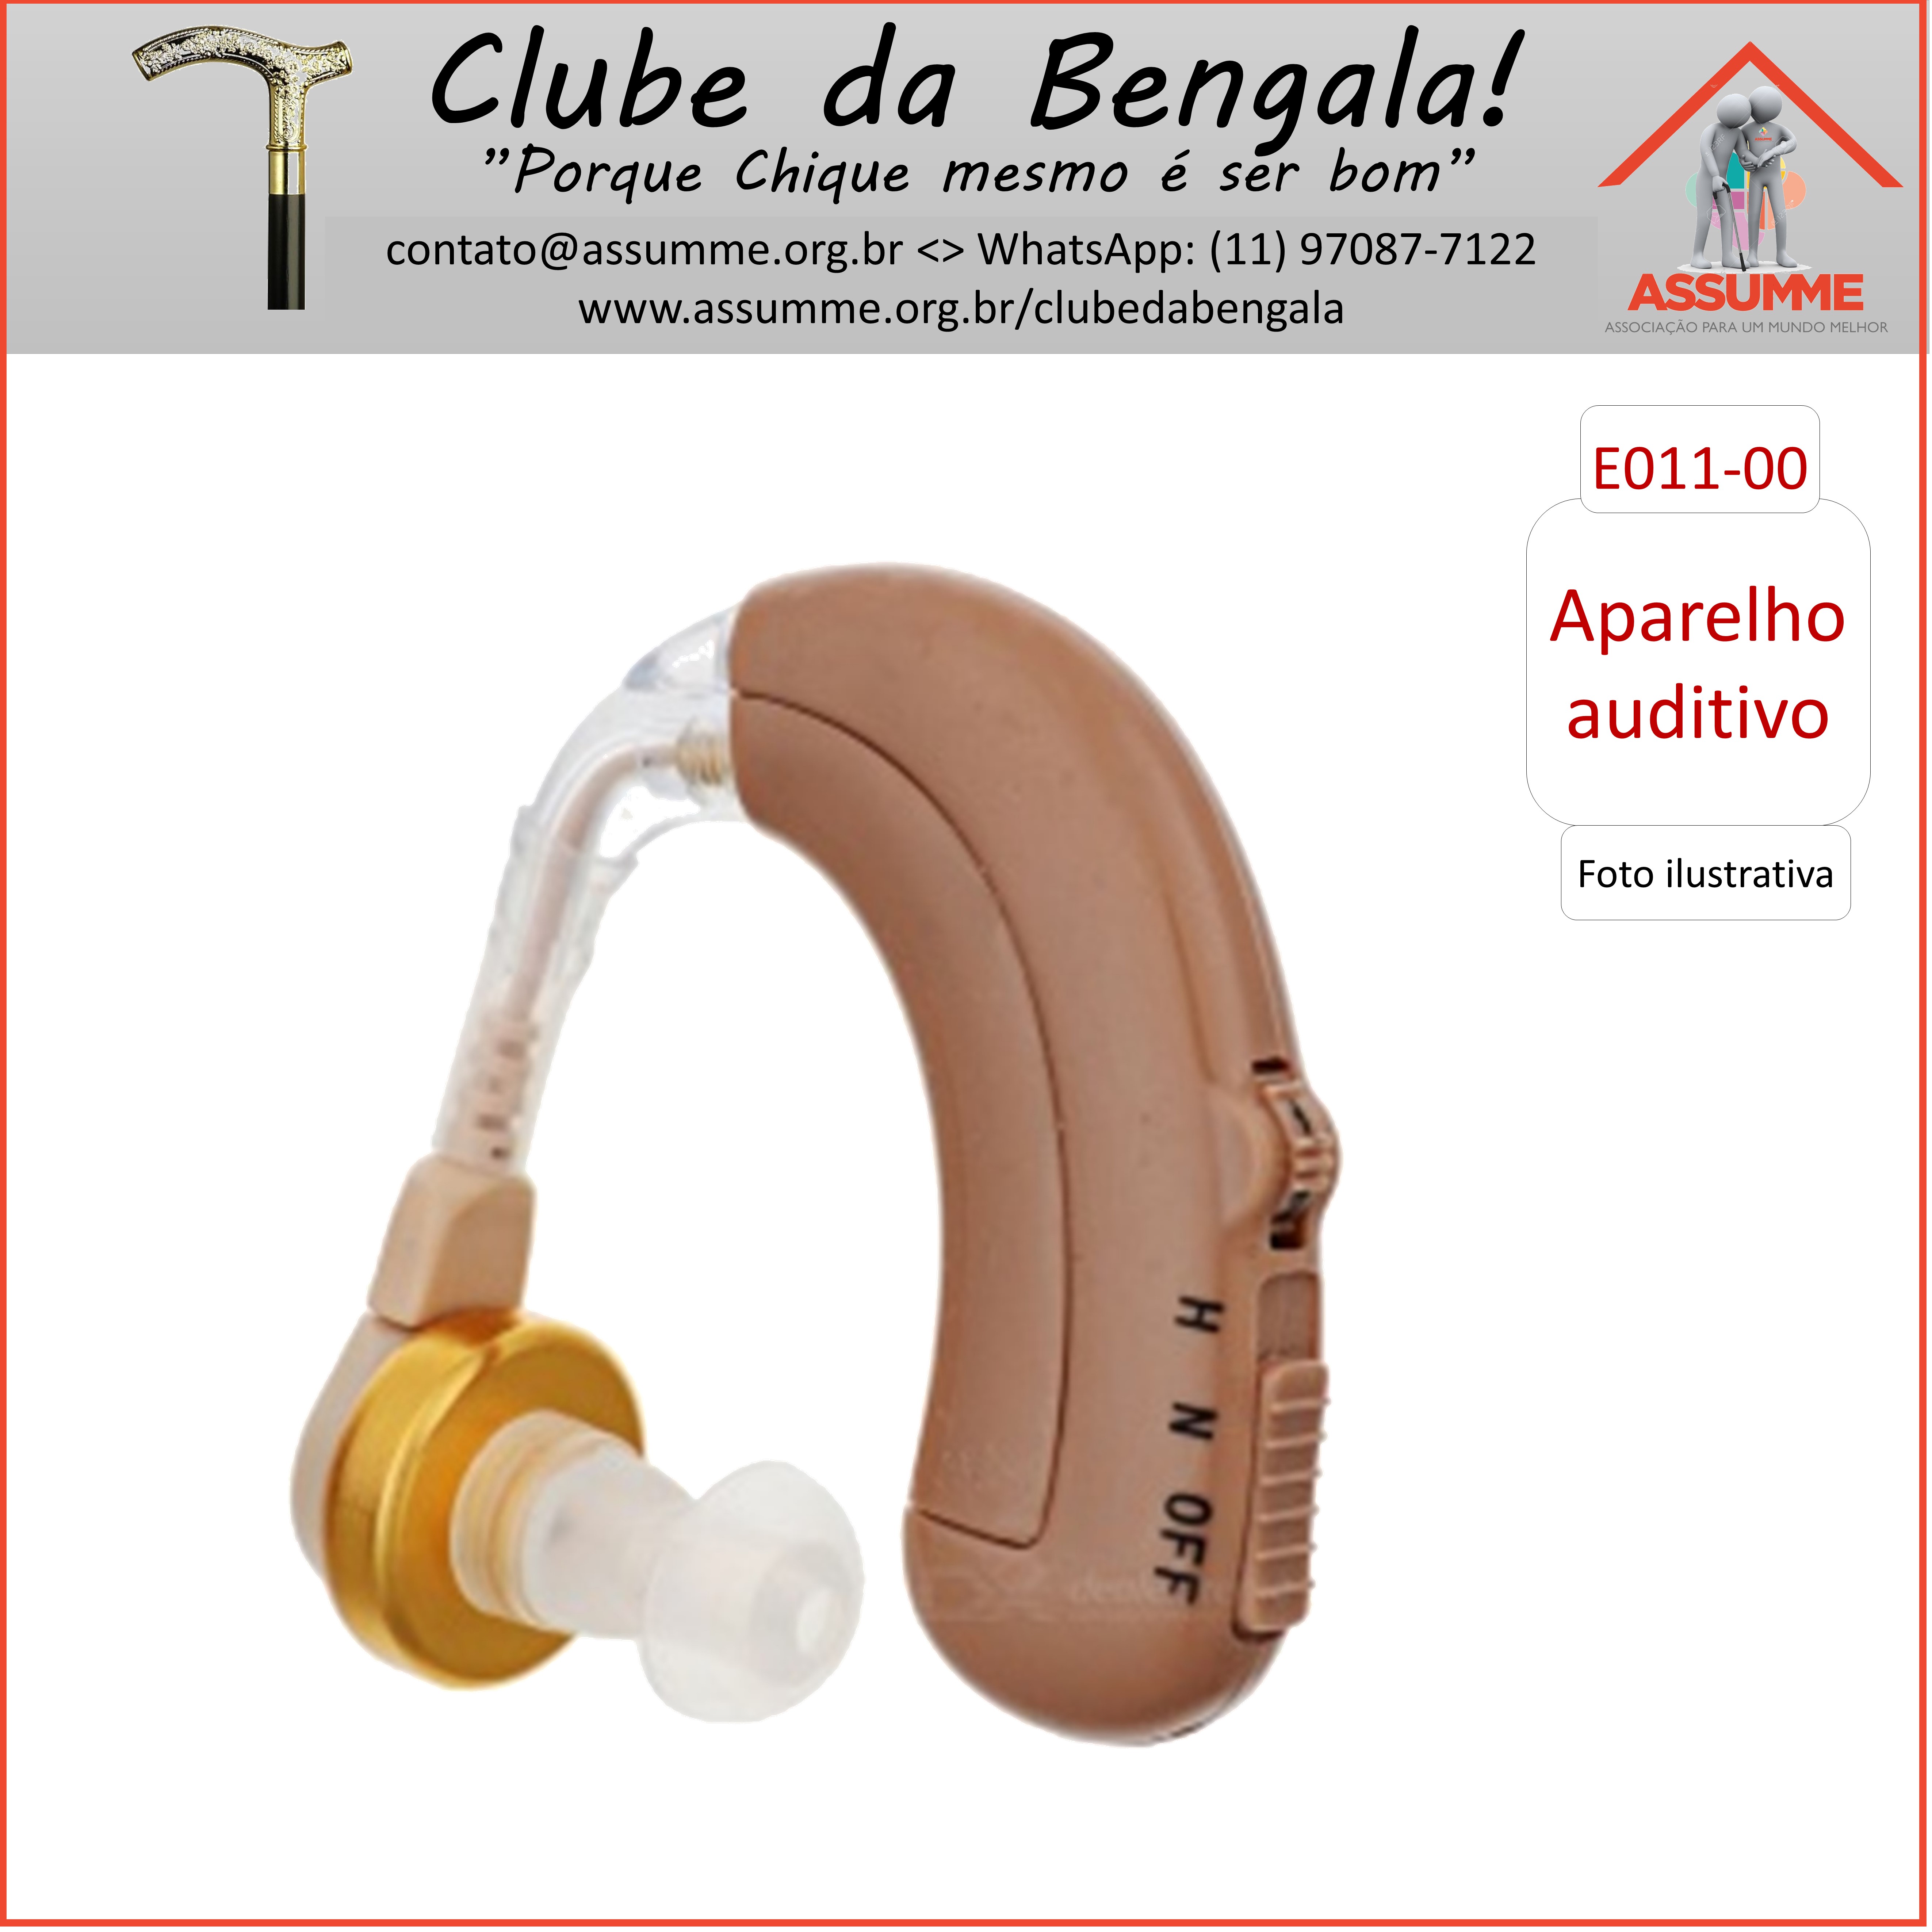 Clube da Bengala!
”Porque Chique mesmo é ser bom”
contato@assumme.org.br <> WhatsApp: (11) 97087-7122
www.assumme.org.br/clubedabengala
ASSUMME
ASSOCIAÇÃO PARA UM MUNDO MELHOR
E011-00
Aparelho
auditivo
Foto ilustrativa
H
N
OFF